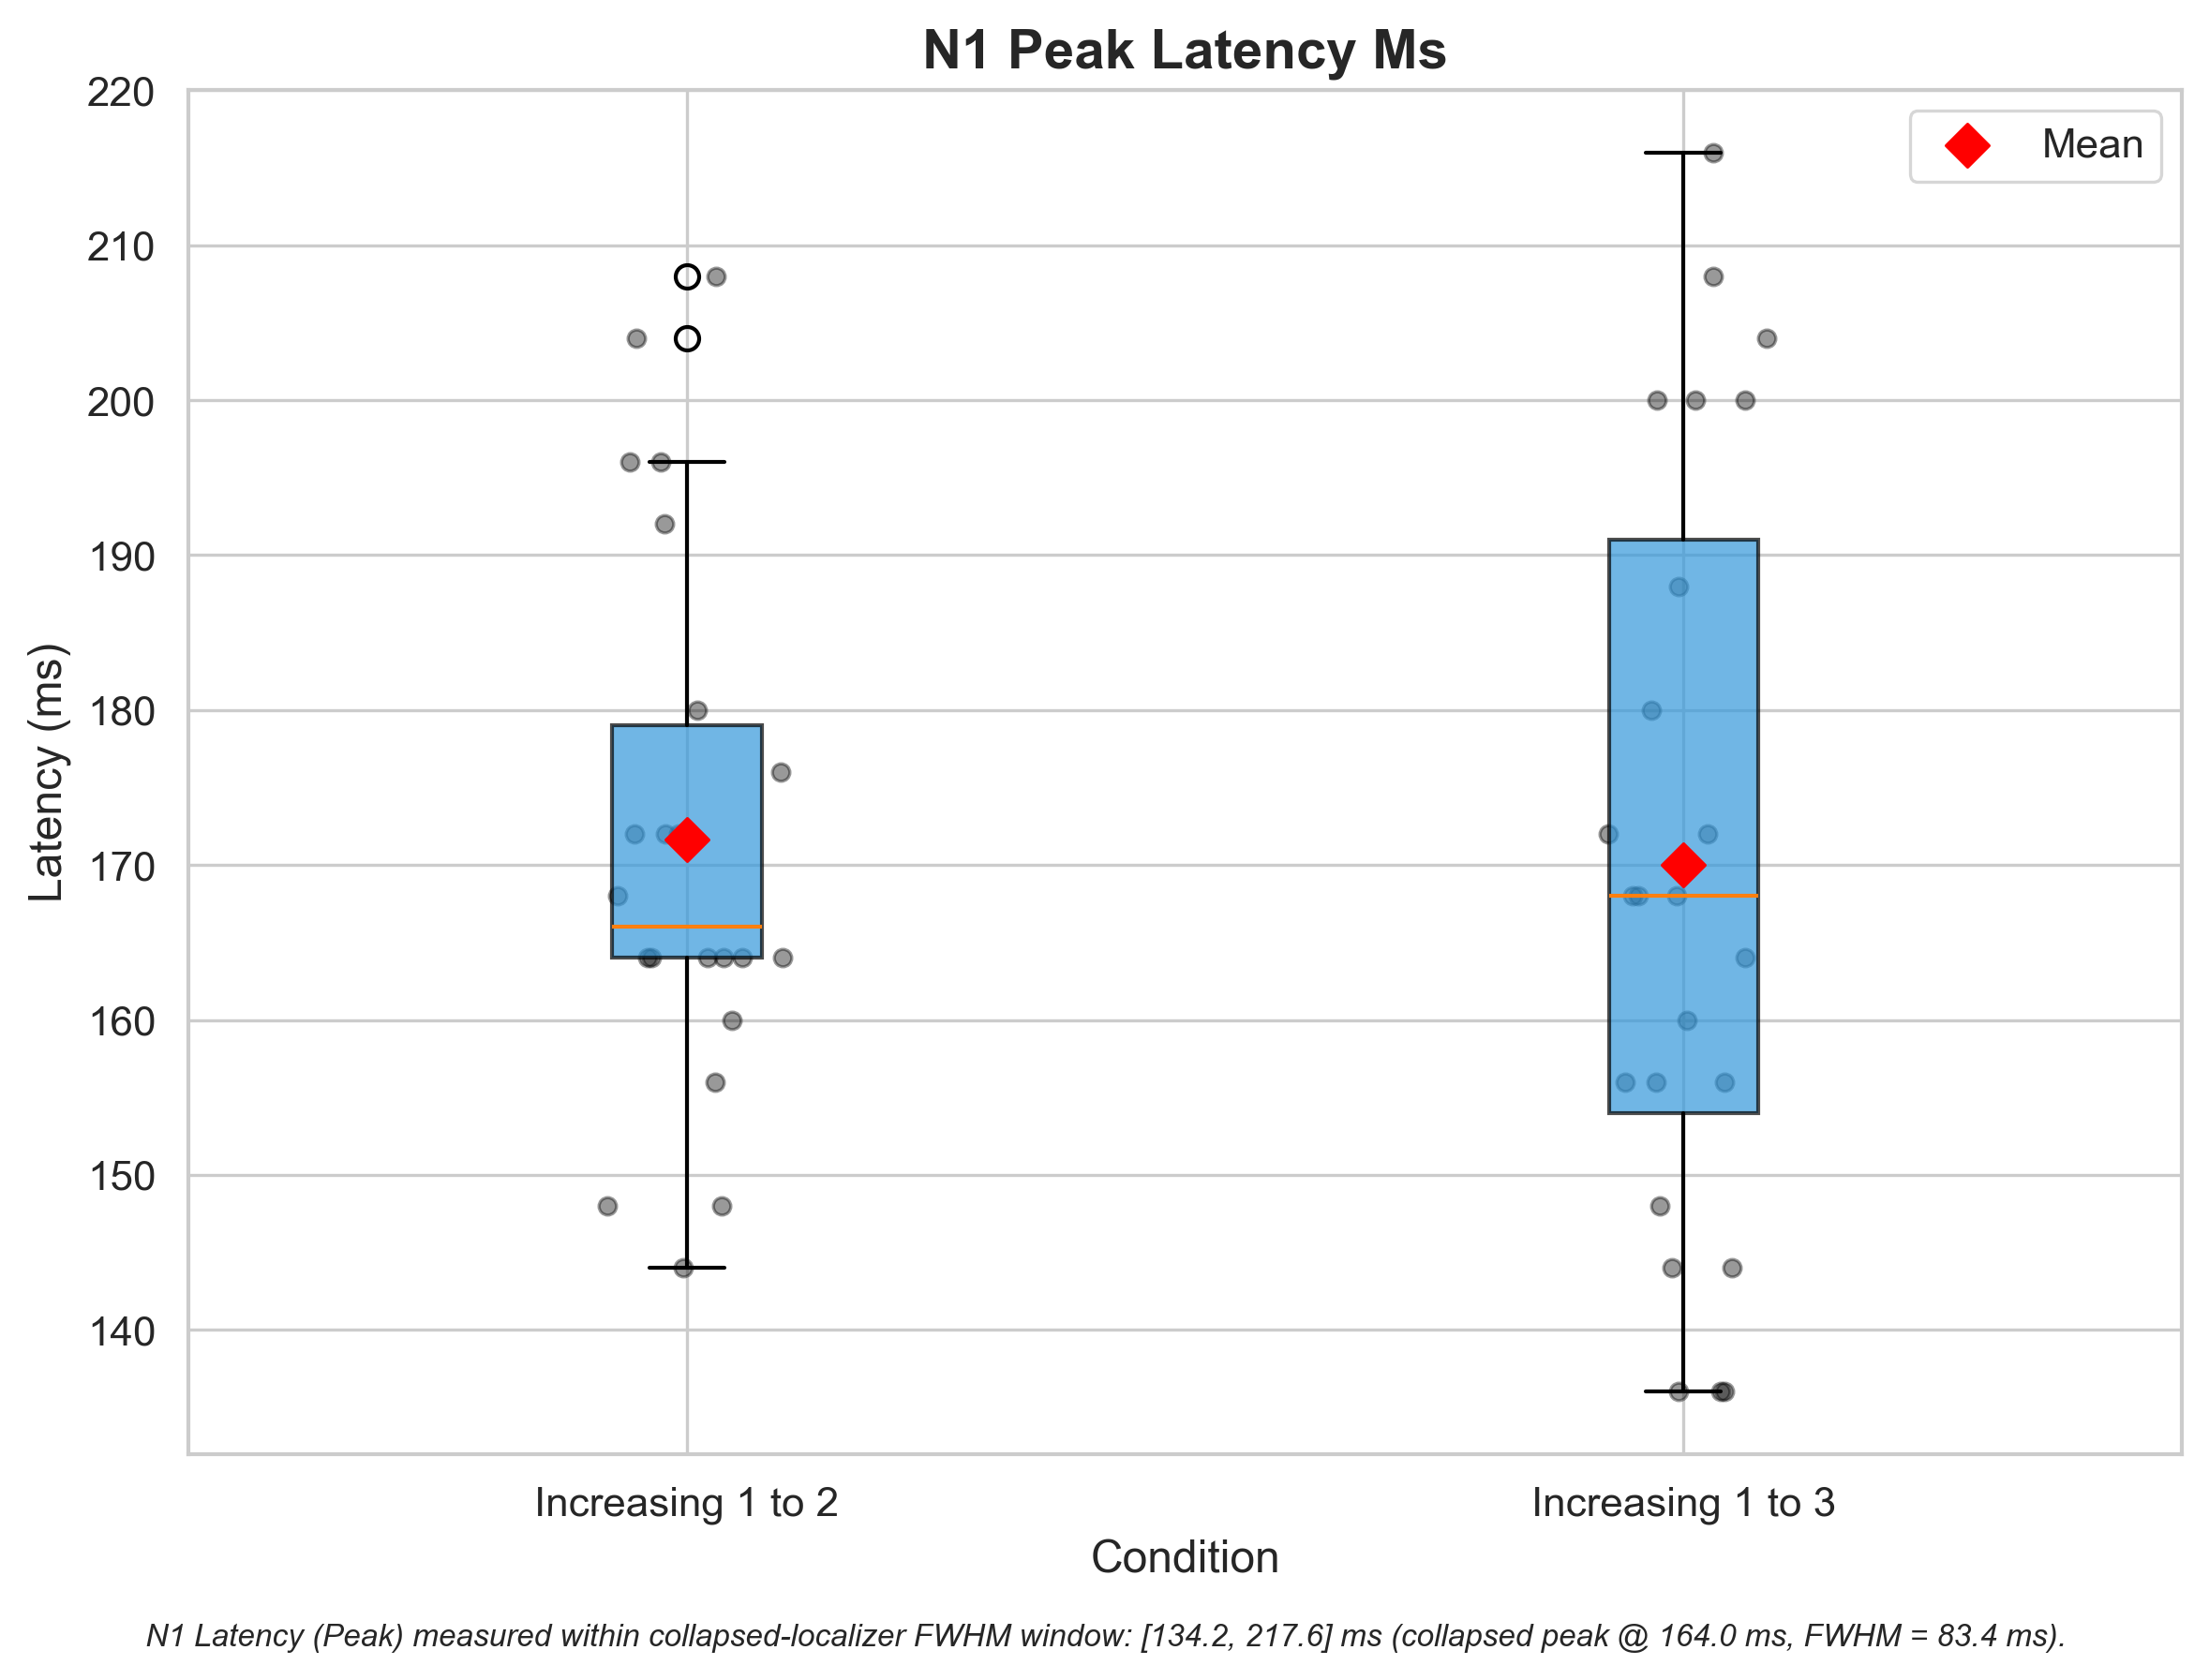 N1 Peak Latency Ms
220
210
200
190
180
170
160
150
140
Latency (ms)
Mean
Increasing 1 to 2
Increasing 1 to 3
Condition
N1 Latency (Peak) measured within collapsed-localizer FWHM window: [134.2, 217.6] ms (collapsed peak @ 164.0 ms, FWHM = 83.4 ms).